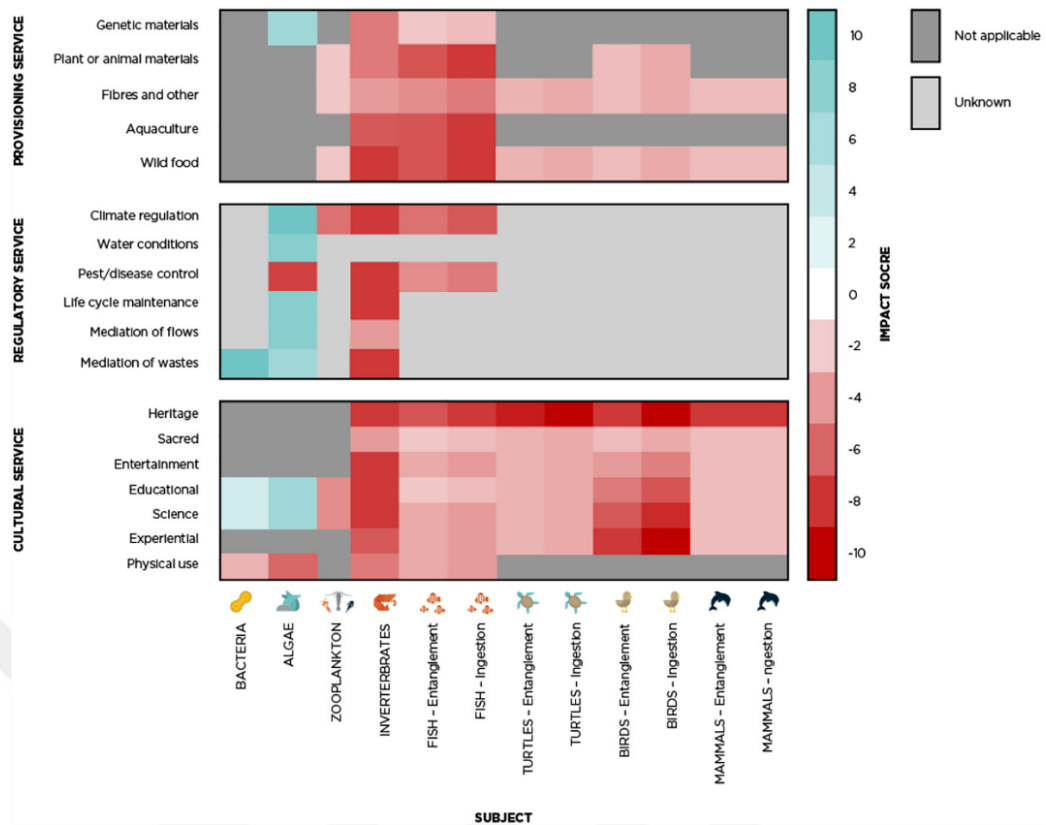 PROVISIONING SERVICE
Genetic materials
Plant or animal materials
Fibres and other
Aquaculture
Wild food
REGULATORY SERVICE
Climate regulation
Water conditions
Pest/disease control
Life cycle maintenance
Mediation of flows
Mediation of wastes
CULTURAL SERVICE
Heritage
Sacred
Entertainment
Educational
Science
Experiential
Physical use
BACTERIA
ALGAE
ZOOPLANKTON
INVERTERBRATES
FISH – Entanglement
FISH – Ingestion
TURTLES – Entanglement
TURTLES – Ingestion
BIRDS – Entanglement
BIRDS – Ingestion
MAMMALS – Entanglement
MAMMALS – ngestion
SUBJECT
10
8
6
4
2
0
-2
-4
-6
-8
-10
IMPACT SOCRE
Not applicable
Unknown